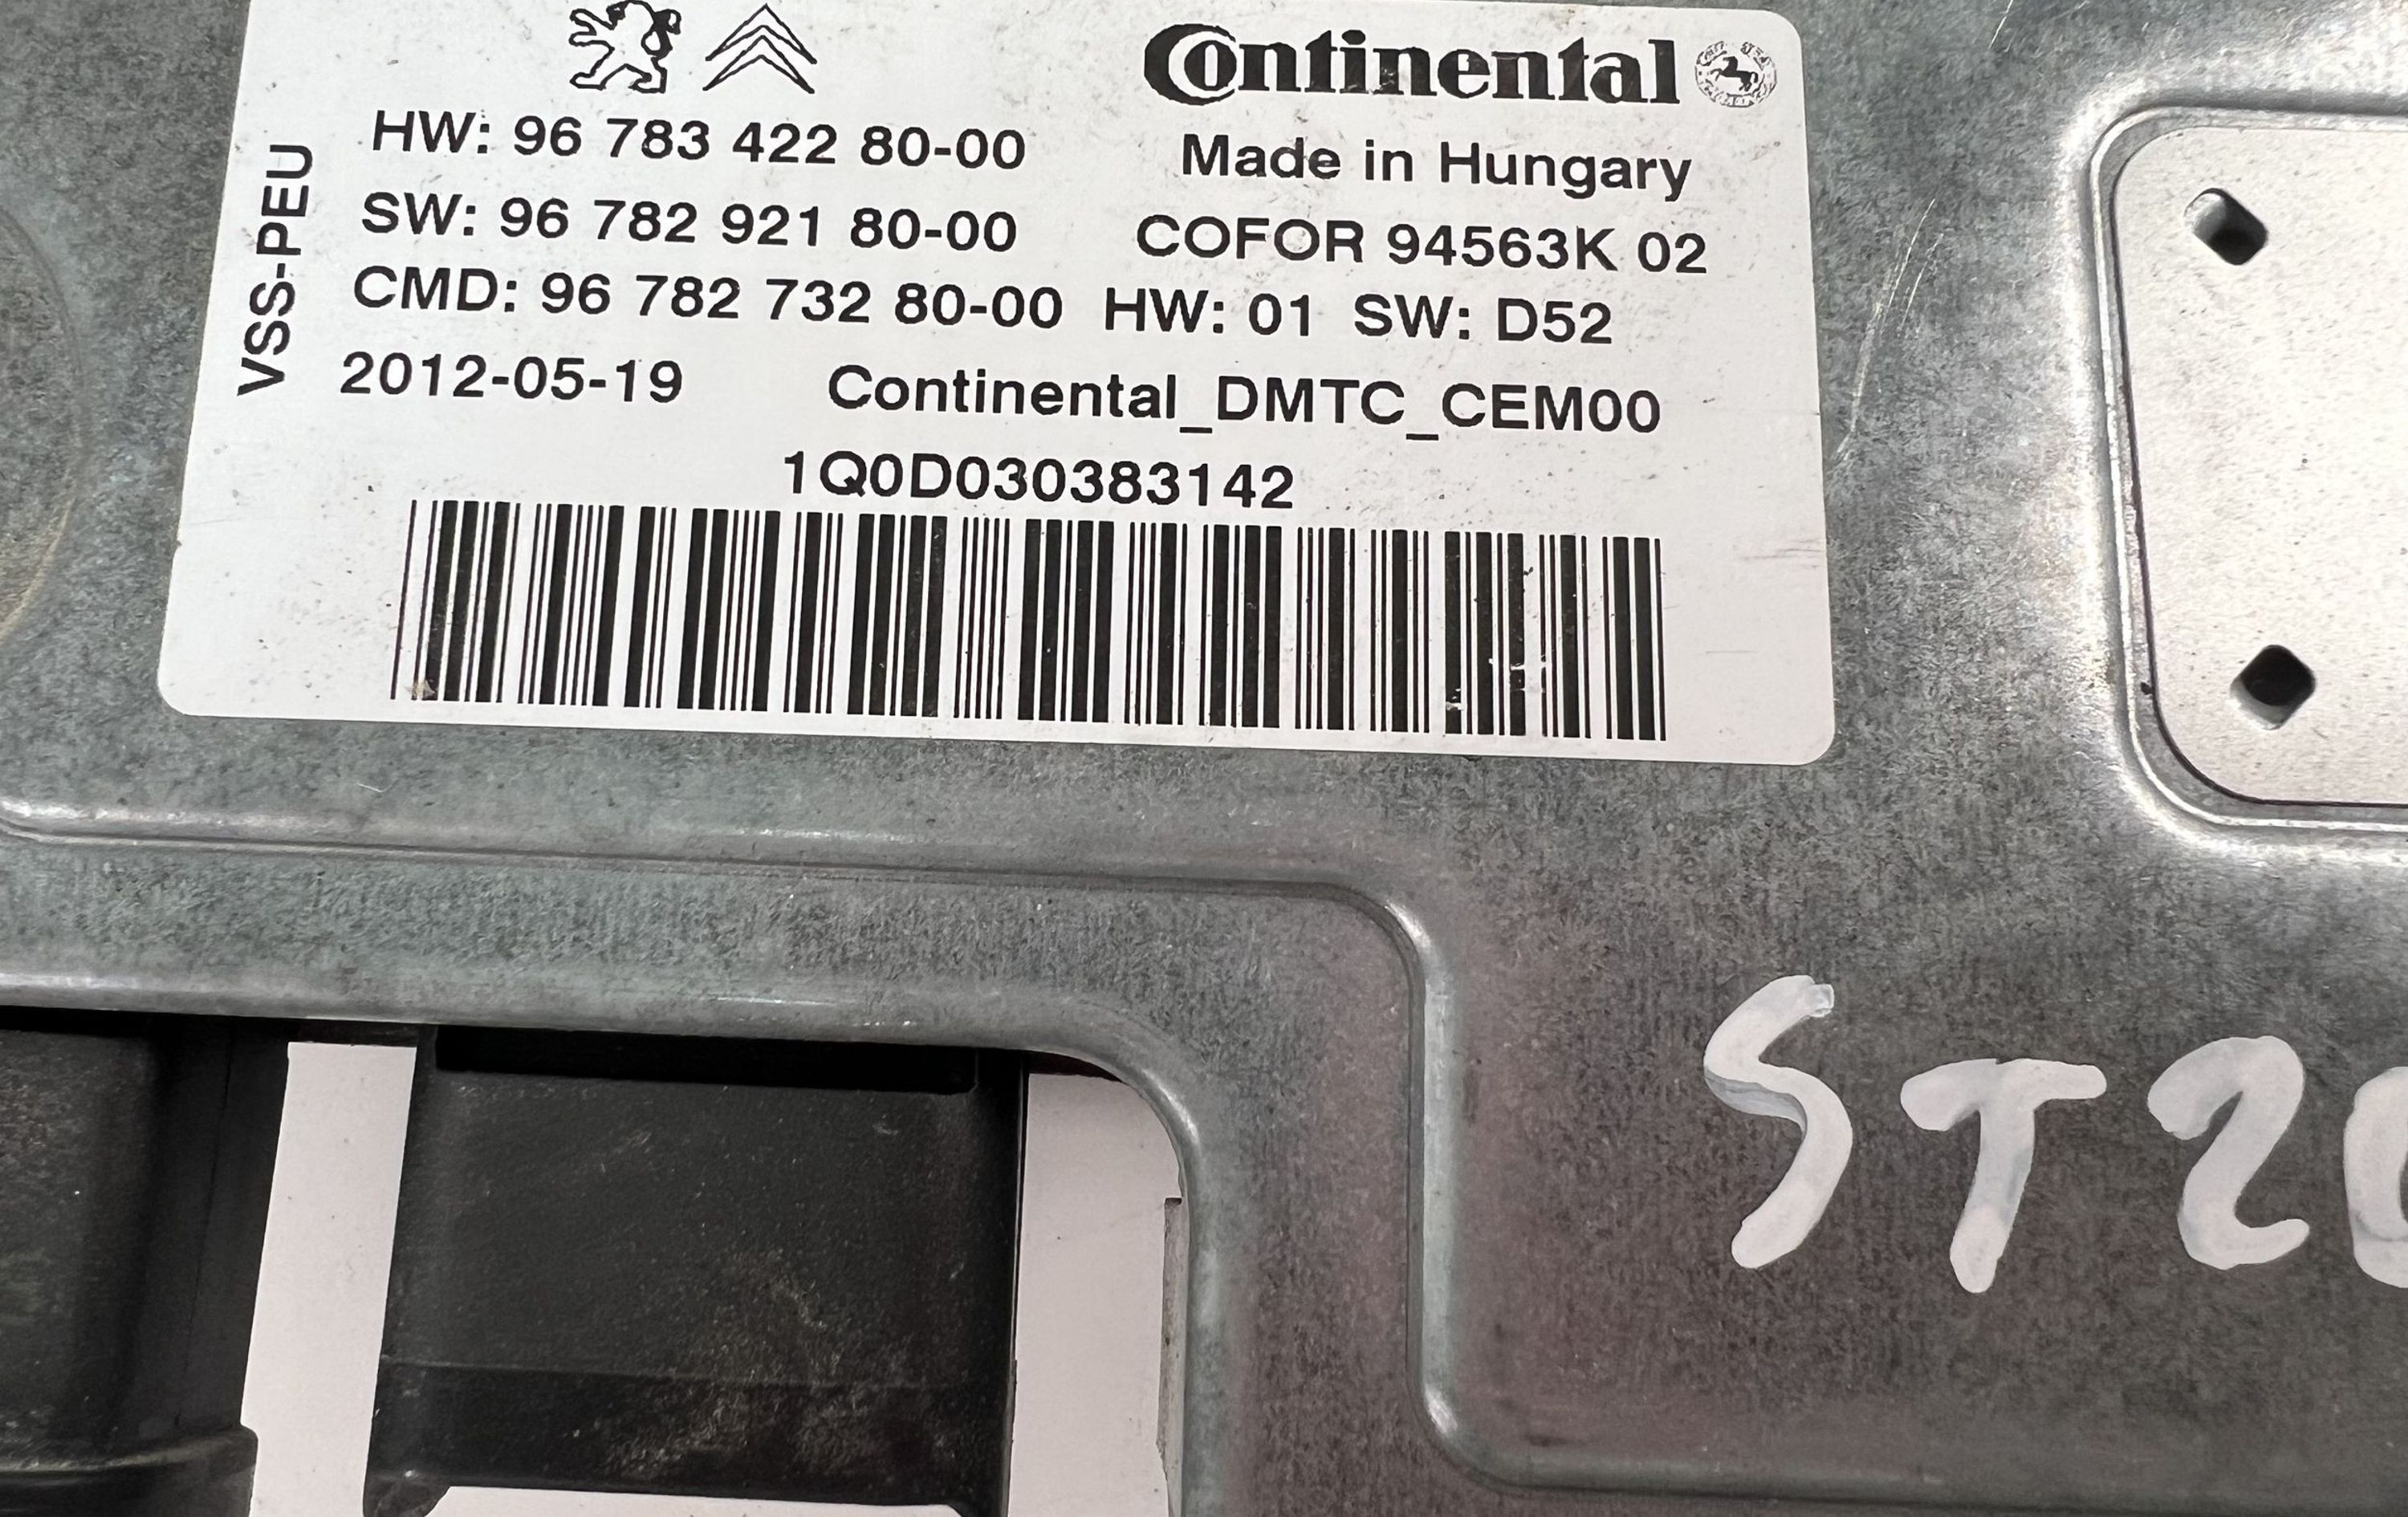 Continental
HW: 96 783 422 80-00
Made in Hungary
SW: 96 782 921 80-00
COFOR 94563K 02
CMD: 96 782 732 80-00 HW: 01 SW: D52
2012-05-19
Continental_DMTC_CEM00
VSS-PEU
1Q0D030383142
ST20